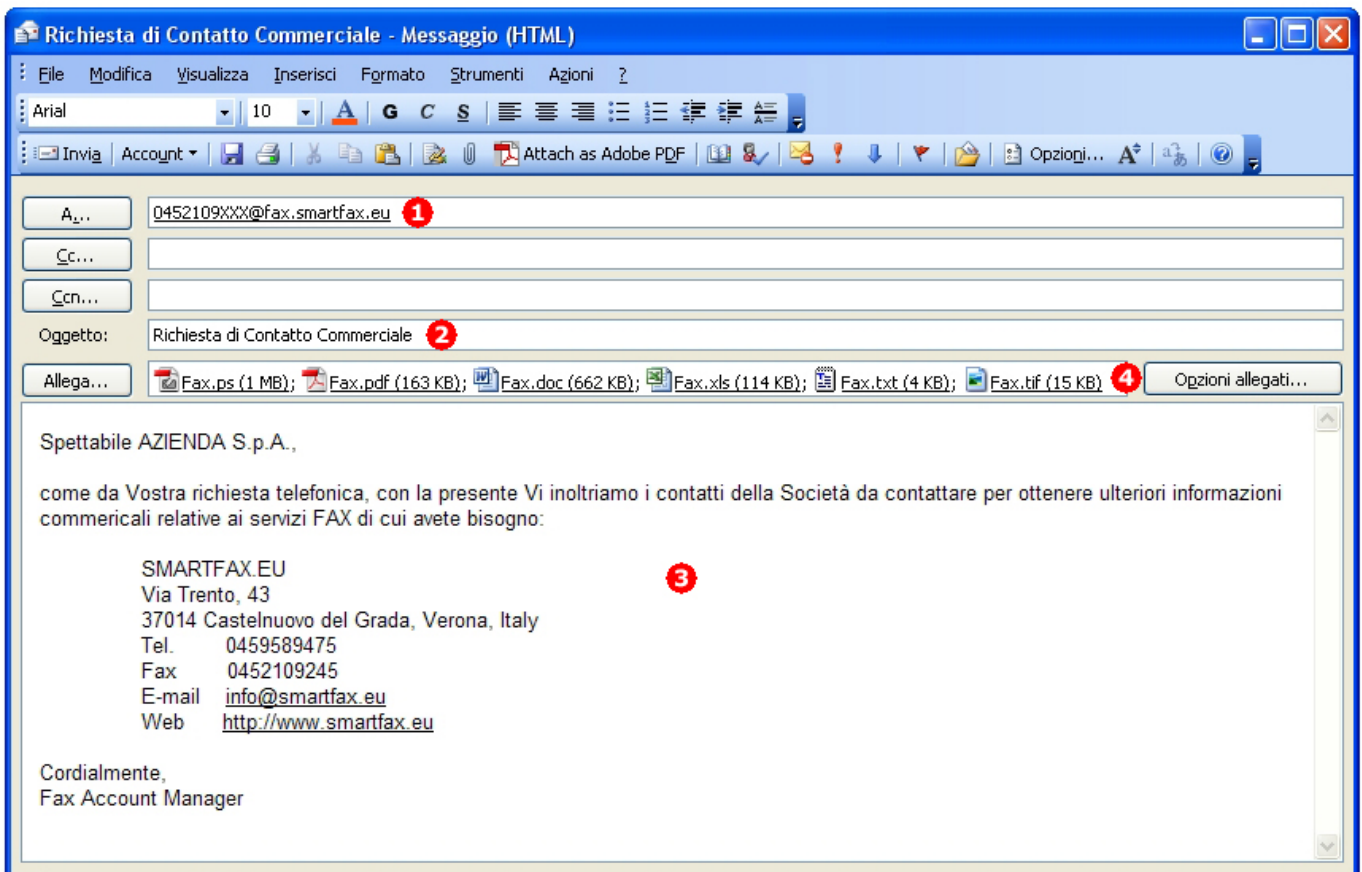 Richiesta di Contatto Commerciale - Messaggio (HTML)
File Modifica Visualizza Inserisci Formato Strumenti Azioni ?
Arial 10 A G C S
Invia Account Attach as Adobe PDF Opzioni...
A... 0452109XXX@fax.smartfax.eu 1
Cc...
Ccn...
Oggetto: Richiesta di Contatto Commerciale 2
Allega... Fax.ps (1 MB); Fax.pdf (163 KB); Fax.doc (662 KB); Fax.xls (114 KB); Fax.txt (4 KB); Fax.tif (15 KB) 4 Opzioni allegati...
Spettabile AZIENDA S.p.A.,
come da Vostra richiesta telefonica, con la presente Vi inoltriamo i contatti della Società da contattare per ottenere ulteriori informazioni
commericali relative ai servizi FAX di cui avete bisogno:
SMARTFAX.EU 3
Via Trento, 43
37014 Castelnuovo del Grada, Verona, Italy
Tel. 0459589475
Fax 0452109245
E-mail info@smartfax.eu
Web http://www.smartfax.eu
Cordialmente,
Fax Account Manager